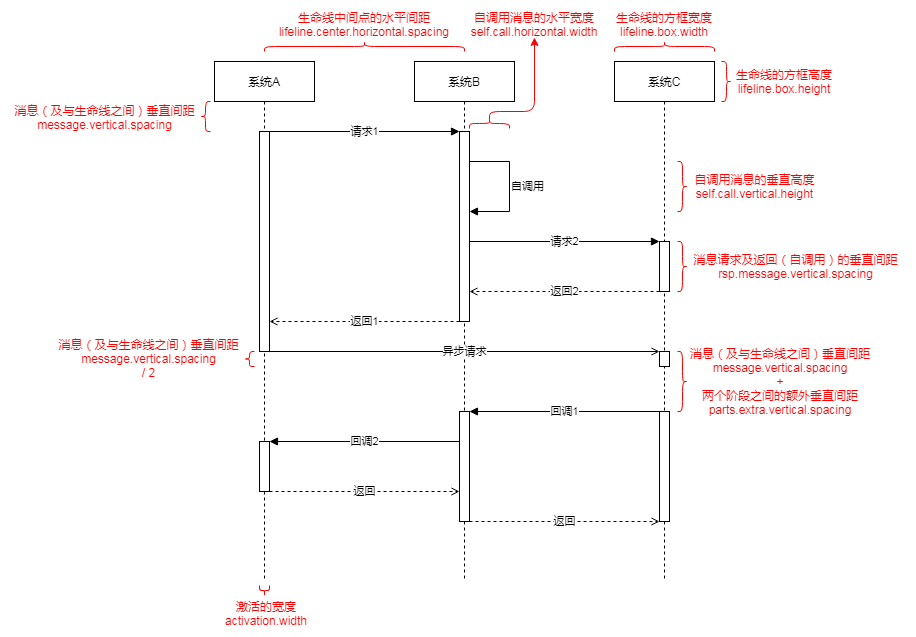 生命线中间点的水平间距
lifeline.center.horizontal.spacing
自调用消息的水平宽度
self.call.horizontal.width
生命线的方框宽度
lifeline.box.width
系统A
系统B
系统C
生命线的方框高度
lifeline.box.height
消息（及与生命线之间）垂直间距
message.vertical.spacing
请求1
自调用
自调用消息的垂直高度
self.call.vertical.height
请求2
消息请求及返回（自调用）的垂直间距
rsp.message.vertical.spacing
返回2
返回1
消息（及与生命线之间）垂直间距
message.vertical.spacing
/ 2
异步请求
消息（及与生命线之间）垂直间距
message.vertical.spacing
+
两个阶段之间的额外垂直间距
parts.extra.vertical.spacing
回调1
回调2
返回
返回
激活的宽度
activation.width